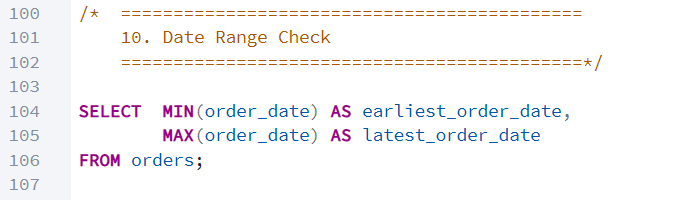 100 /*  ============================================
101     10. Date Range Check
102     ============================================*/
103
104 SELECT  MIN(order_date) AS earliest_order_date,
105         MAX(order_date) AS latest_order_date
106 FROM orders;
107